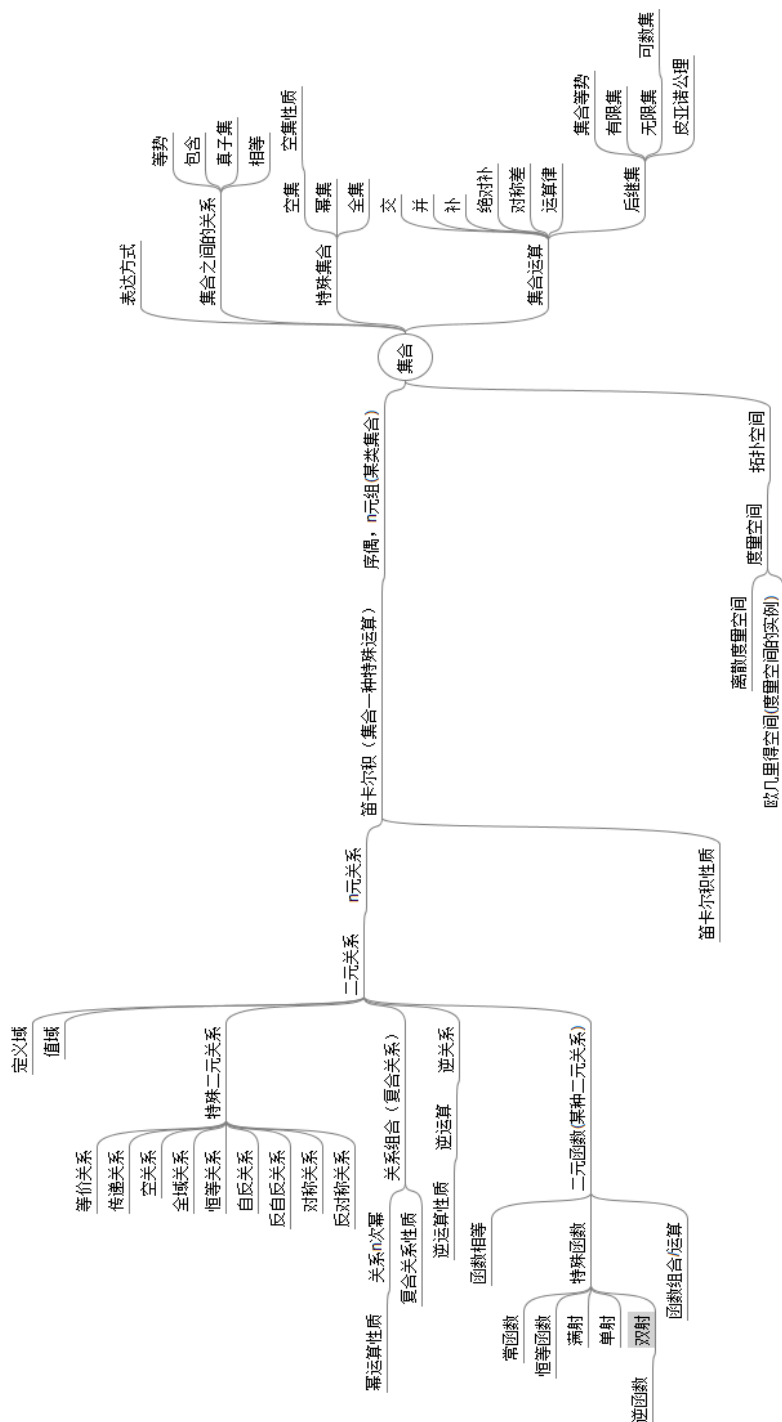 集合
表达方式
集合之间的关系
等势
包含
真子集
相等
特殊集合
空集
空集性质
幂集
全集
集合运算
交
并
补
绝对补
对称差
运算律
后继集
集合等势
有限集
无限集
可数集
皮亚诺公理
序偶，n元组(某类集合)
笛卡尔积（集合一种特殊运算）
n元关系
二元关系
定义域
值域
特殊二元关系
等价关系
传递关系
空关系
全域关系
恒等关系
自反关系
反自反关系
对称关系
反对称关系
关系组合（复合关系）
关系n次幂
幂运算性质
复合关系性质
逆关系
逆运算
逆运算性质
二元函数(某种二元关系)
函数相等
特殊函数
常函数
恒等函数
满射
单射
双射
逆函数
函数组合/运算
笛卡尔积性质
拓扑空间
度量空间
离散度量空间
欧几里得空间(度量空间的实例)